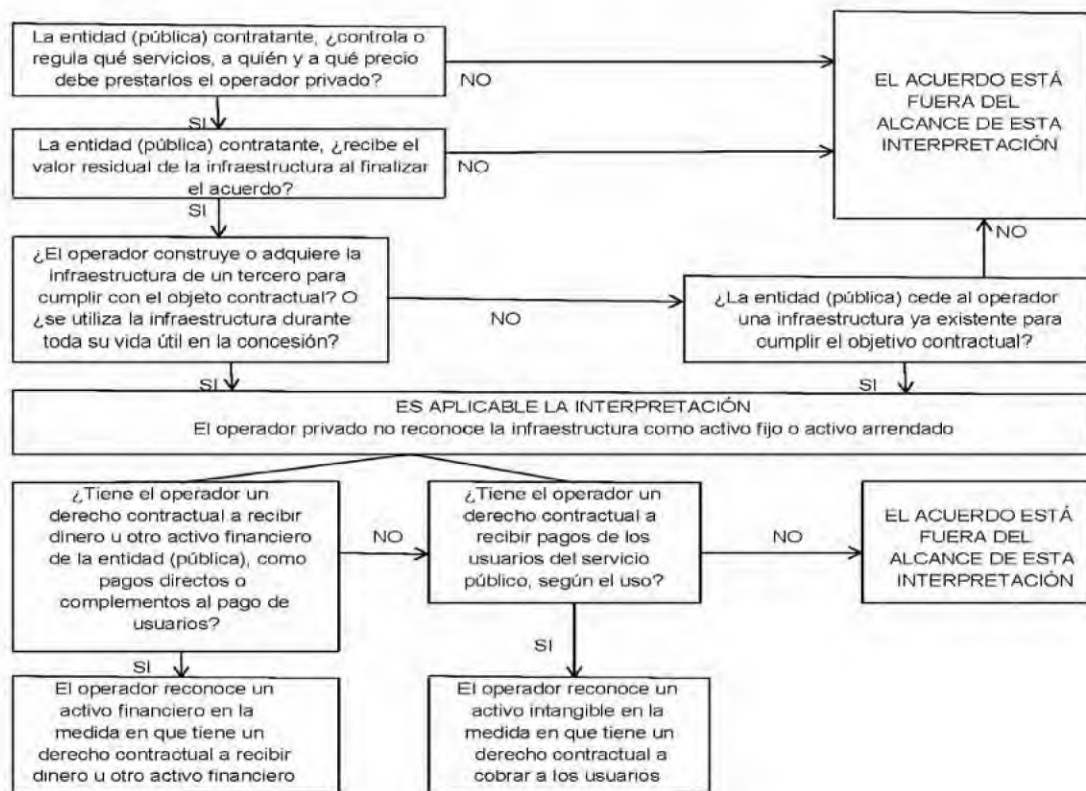 La entidad (pública) contratante, ¿controla o
regula qué servicios, a quién y a qué precio
debe prestarlos el operador privado?
NO
EL ACUERDO ESTÁ
FUERA DEL
ALCANCE DE ESTA
INTERPRETACIÓN
SI
La entidad (pública) contratante, ¿recibe el
valor residual de la infraestructura al finalizar
el acuerdo?
NO
SI
NO
¿El operador construye o adquiere la
infraestructura de un tercero para
cumplir con el objeto contractual? O
¿se utiliza la infraestructura durante
toda su vida útil en la concesión?
NO
¿La entidad (pública) cede al operador
una infraestructura ya existente para
cumplir el objetivo contractual?
SI
SI
ES APLICABLE LA INTERPRETACIÓN
El operador privado no reconoce la infraestructura como activo fijo o activo arrendado
¿Tiene el operador un
derecho contractual a recibir
dinero u otro activo financiero
de la entidad (pública), como
pagos directos o
complementos al pago de
usuarios?
NO
¿Tiene el operador un
derecho contractual a
recibir pagos de los
usuarios del servicio
público, según el uso?
NO
EL ACUERDO ESTÁ
FUERA DEL
ALCANCE DE ESTA
INTERPRETACIÓN
SI
SI
El operador reconoce un
activo financiero en la
medida en que tiene un
derecho contractual a recibir
dinero u otro activo financiero
El operador reconoce un
activo intangible en la
medida en que tiene un
derecho contractual a
cobrar a los usuarios